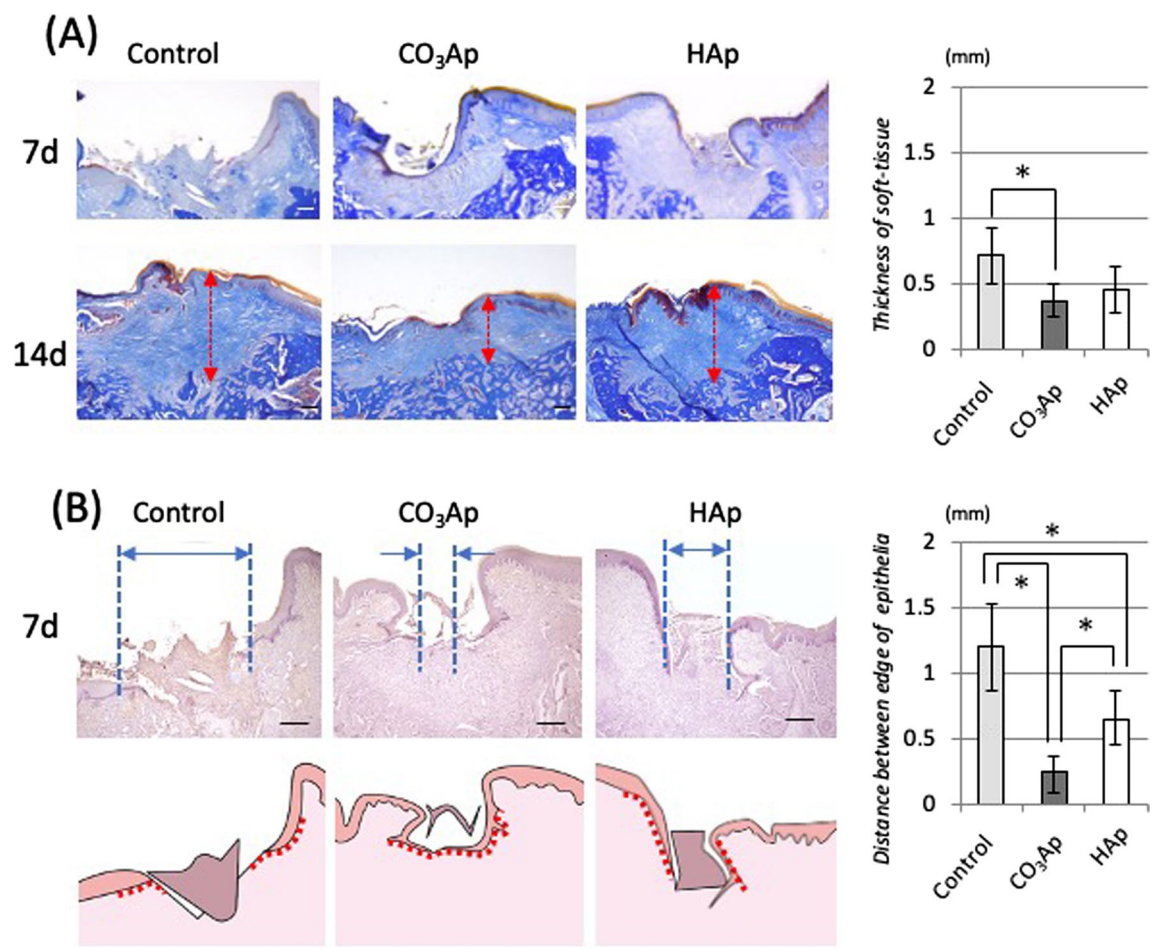 (A)
Control
CO₃Ap
HAp
7d
14d
(mm)
Thickness of soft-tissue
2
1.5
1
0.5
0
*
Control
CO₃Ap
HAp
(B)
Control
CO₃Ap
HAp
7d
(mm)
Distance between edge of epithelia
2
1.5
1
0.5
0
*
*
*
Control
CO₃Ap
HAp